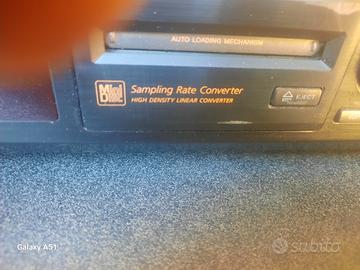 AUTO LOADING MECHANISM
Mini
Disc
Sampling Rate Converter
HIGH DENSITY LINEAR CONVERTER
EJECT
Galaxy A51
subito